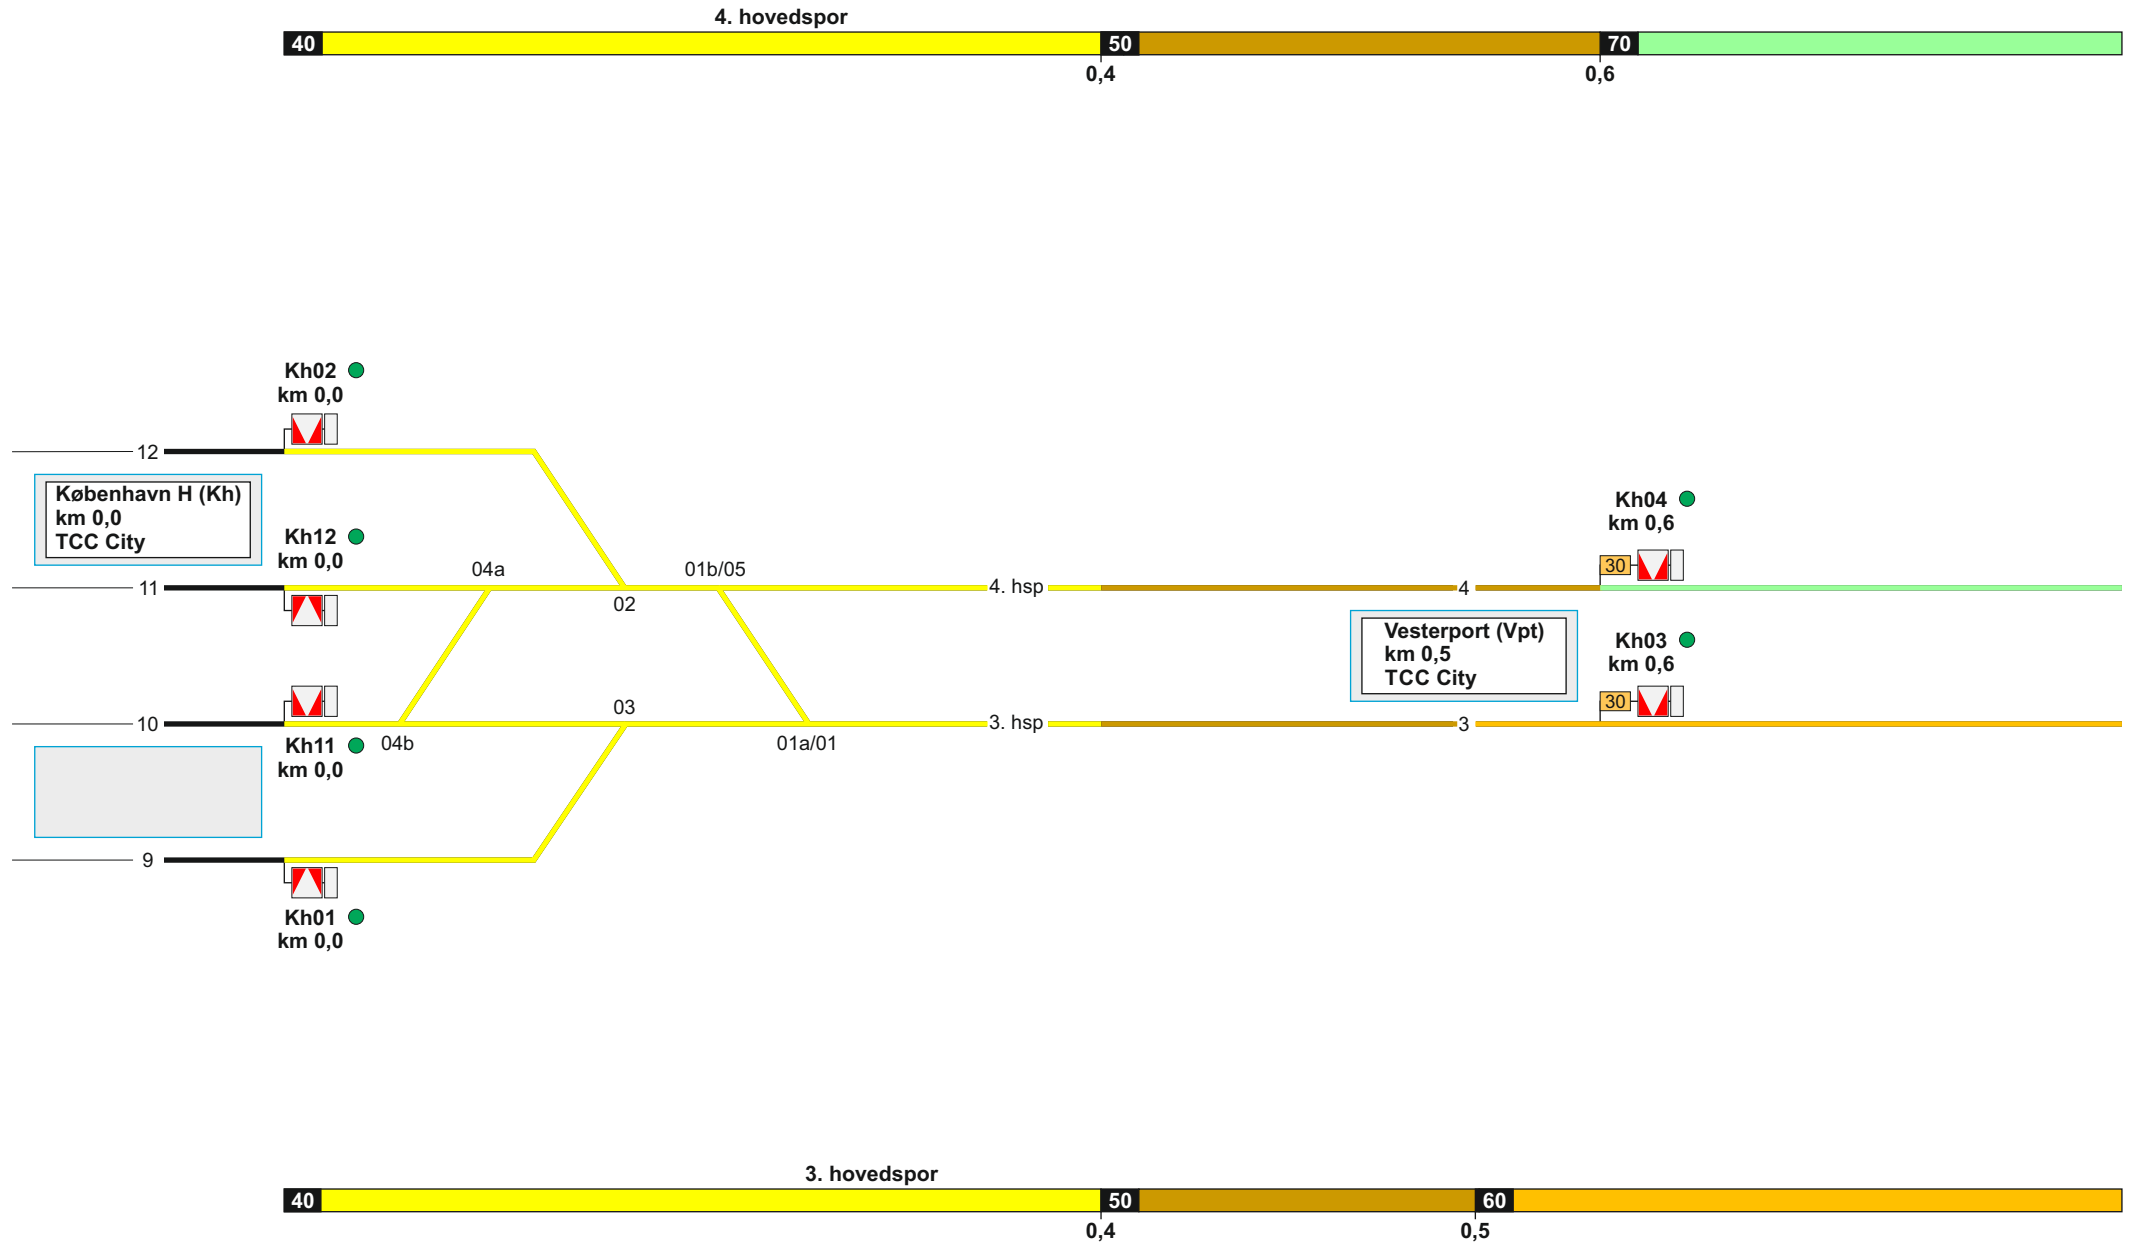 4. hovedspor
40 50 70
0,4 0,6
Kh02
km 0,0
12
København H (Kh)
km 0,0
TCC City
Kh12
km 0,0
Kh04
km 0,6
30
04a 01b/05
11 02 4. hsp 4
Vesterport (Vpt)
km 0,5
TCC City
Kh03
km 0,6
30
10 03 3. hsp 3
Kh11 04b 01a/01
km 0,0
9
Kh01
km 0,0
3. hovedspor
40 50 60
0,4 0,5